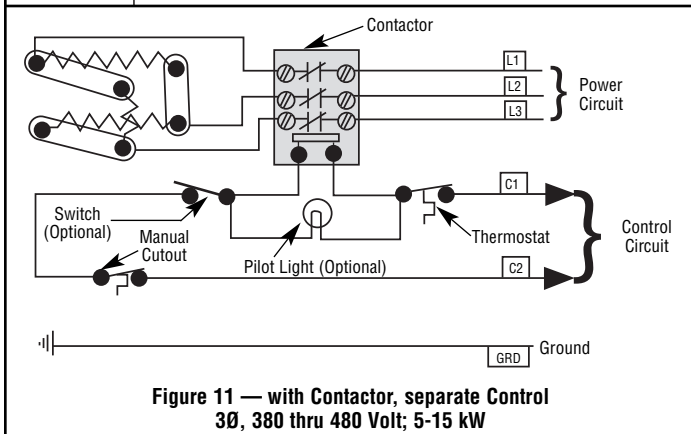 Contactor
L1
L2
L3
Power
Circuit
C1
Switch
(Optional)
Manual
Cutout
Pilot Light (Optional)
Thermostat
Control
Circuit
C2
Ground
GRD
Figure 11 — with Contactor, separate Control
3Ø, 380 thru 480 Volt; 5-15 kW